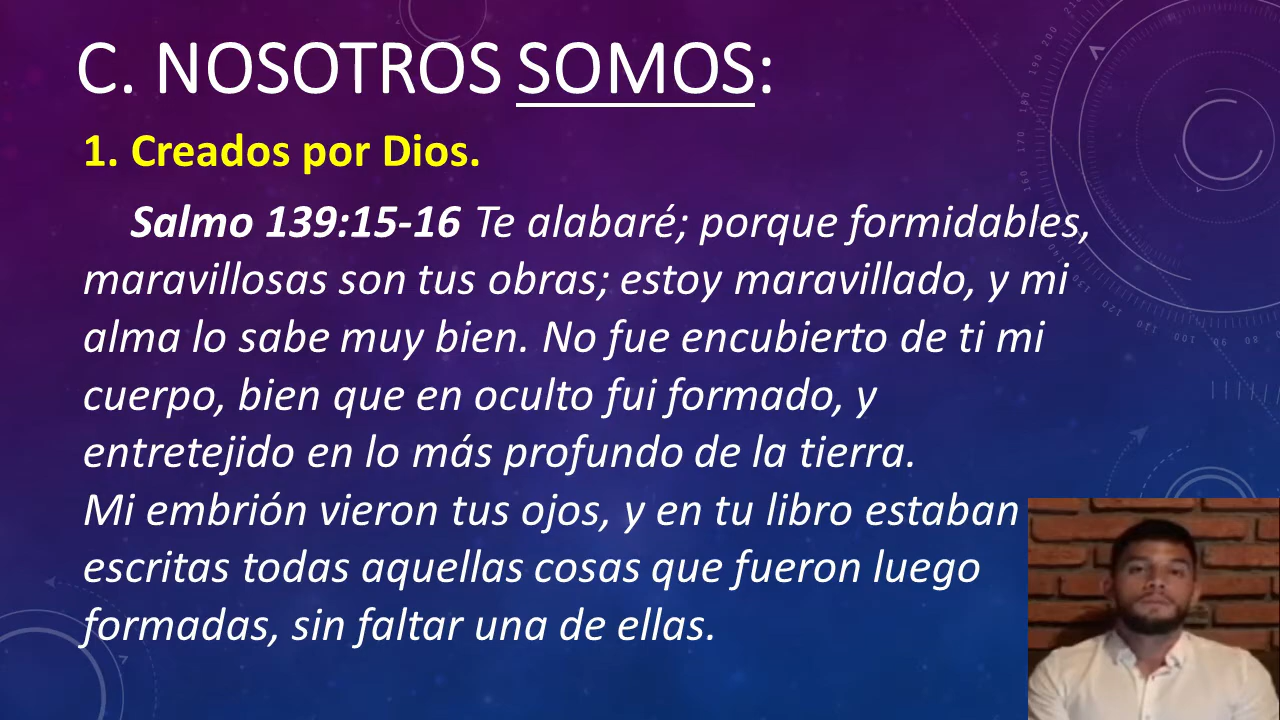 C. NOSOTROS SOMOS:
1. Creados por Dios.
Salmo 139:15-16 Te alabaré; porque formidables,
maravillosas son tus obras; estoy maravillado, y mi
alma lo sabe muy bien. No fue encubierto de ti mi
cuerpo, bien que en oculto fui formado, y
entretejido en lo más profundo de la tierra.
Mi embrión vieron tus ojos, y en tu libro estaban
escritas todas aquellas cosas que fueron luego
formadas, sin faltar una de ellas.